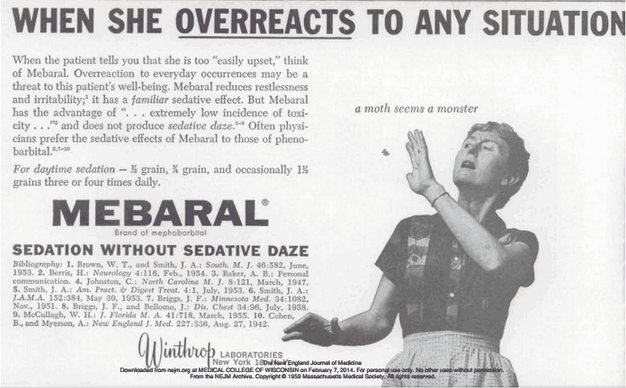 WHEN SHE OVERREACTS TO ANY SITUATION
When the patient tells you that she is too “easily upset,” think
of Mebaral. Overreaction to everyday occurrences may be a
threat to this patient's well-being. Mebaral reduces restlessness
and irritability;¹ it has a familiar sedative effect. But Mebaral
has the advantage of “. . . extremely low incidence of toxi-
city . . .”² and does not produce sedative daze.³⁻⁶ Often physi-
cians prefer the sedative effects of Mebaral to those of pheno-
barbital.²,⁷⁻¹⁰
For daytime sedation — ½ grain, ¾ grain, and occasionally 1½
grains three or four times daily.
a moth seems a monster
MEBARAL®
Brand of mephobarbital
SEDATION WITHOUT SEDATIVE DAZE
Bibliography: 1. Brown, W. T., and Smith, J. A.: South. M. J. 46:582, June,
1953. 2. Berris, H.: Neurology 4:116, Feb., 1954. 3. Baker, A. B.: Personal
communication. 4. Johnston, C.: North Carolina M. J. 8:121, March, 1947.
5. Smith, J. A.: Am. Pract. & Digest Treat. 4:1, July, 1953. 6. Smith, J. A.:
J.A.M.A. 152:384, May 30, 1953. 7. Briggs, J. F.: Minnesota Med. 34:1082,
Nov., 1951. 8. Briggs, J. F., and Bellomo, J.: Dis. Chest 34:96, July, 1958.
9. McCullagh, W. H.: J. Florida M. A. 41:718, March, 1955. 10. Cohen,
B., and Myerson, A.: New England J. Med. 227:336, Aug. 27, 1942.
Winthrop LABORATORIES
New York 18
The New England Journal of Medicine
Downloaded from nejm.org at MEDICAL COLLEGE OF WISCONSIN on February 7, 2014. For personal use only. No other uses without permission.
From the NEJM Archive. Copyright © 1959 Massachusetts Medical Society. All rights reserved.